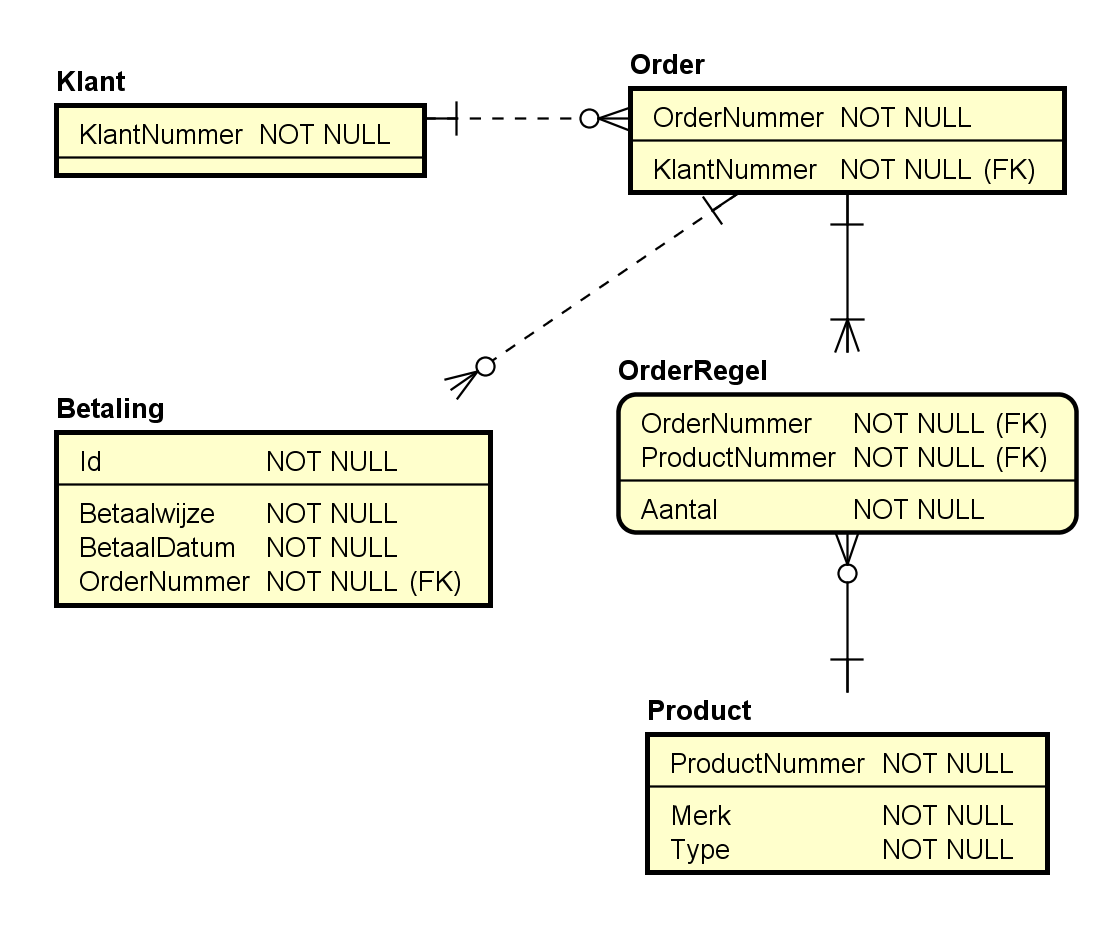 Klant
KlantNummer NOT NULL
Order
OrderNummer NOT NULL
KlantNummer NOT NULL (FK)
Betaling
Id NOT NULL
Betaalwijze NOT NULL
BetaalDatum NOT NULL
OrderNummer NOT NULL (FK)
OrderRegel
OrderNummer NOT NULL (FK)
ProductNummer NOT NULL (FK)
Aantal NOT NULL
Product
ProductNummer NOT NULL
Merk NOT NULL
Type NOT NULL